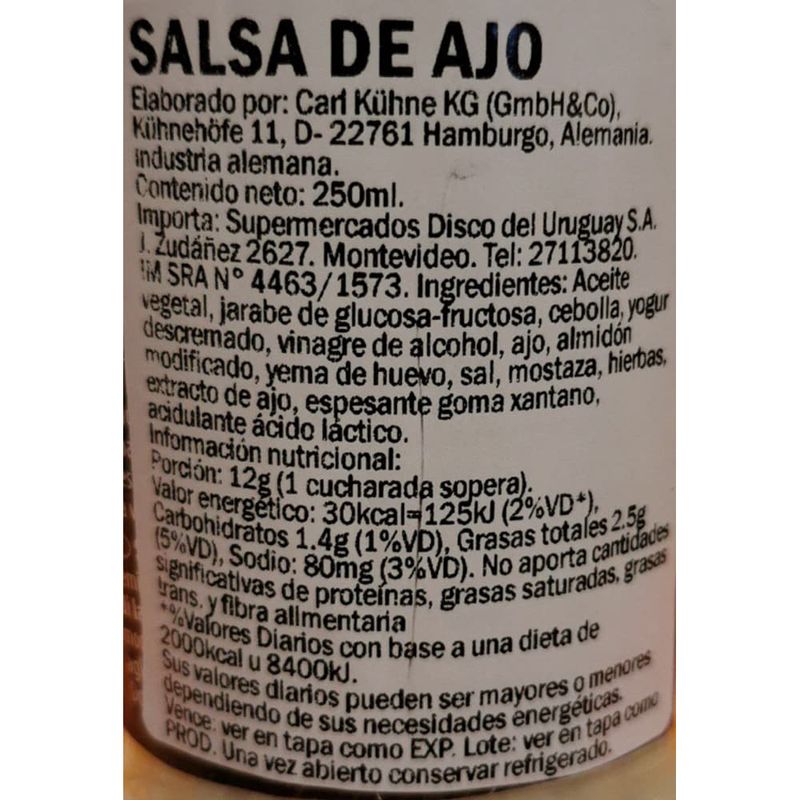 SALSA DE AJO
Elaborado por: Carl Kühne KG (GmbH&Co),
Kühnehöfe 11, D- 22761 Hamburgo, Alemania.
Industria alemana.
Contenido neto: 250ml.
Importa: Supermercados Disco del Uruguay S.A.
J. Zudáñez 2627. Montevideo. Tel: 27113820.
IM SRA N° 4463/1573. Ingredientes: Aceite
vegetal, jarabe de glucosa-fructosa, cebolla, yogur
descremado, vinagre de alcohol, ajo, almidón
modificado, yema de huevo, sal, mostaza, hierbas,
extracto de ajo, espesante goma xantano,
acidulante ácido láctico.
Información nutricional:
Porción: 12g (1 cucharada sopera).
Valor energético: 30kcal=125kJ (2%VD*),
Carbohidratos 1.4g (1%VD), Grasas totales 2.5g
(5%VD), Sodio: 80mg (3%VD). No aporta cantidades
significativas de proteínas, grasas saturadas, grasas
trans, y fibra alimentaria
*%Valores Diarios con base a una dieta de
2000kcal u 8400kJ.
Sus valores diarios pueden ser mayores o menores
dependiendo de sus necesidades energéticas.
Vence: ver en tapa como EXP. Lote: ver en tapa como
PROD. Una vez abierto conservar refrigerado.